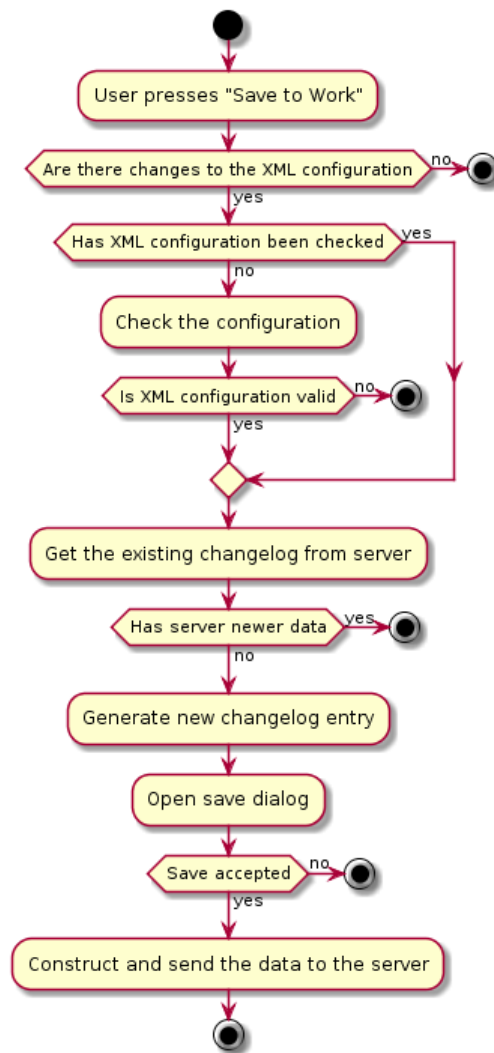 User presses "Save to Work"
Are there changes to the XML configuration
no
yes
Has XML configuration been checked
yes
no
Check the configuration
Is XML configuration valid
no
yes
Get the existing changelog from server
Has server newer data
yes
no
Generate new changelog entry
Open save dialog
Save accepted
no
yes
Construct and send the data to the server